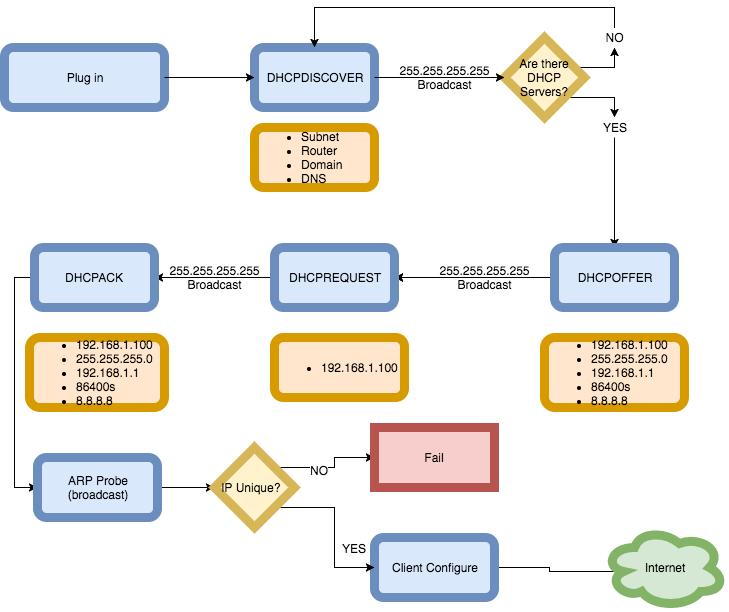 Plug in
DHCPDISCOVER
255.255.255.255
Broadcast
Are there
DHCP
Servers?
NO
YES
• Subnet
• Router
• Domain
• DNS
DHCPACK
255.255.255.255
Broadcast
DHCPREQUEST
255.255.255.255
Broadcast
DHCPOFFER
• 192.168.1.100
• 255.255.255.0
• 192.168.1.1
• 86400s
• 8.8.8.8
• 192.168.1.100
• 192.168.1.100
• 255.255.255.0
• 192.168.1.1
• 86400s
• 8.8.8.8
ARP Probe
(broadcast)
IP Unique?
NO
Fail
YES
Client Configure
Internet